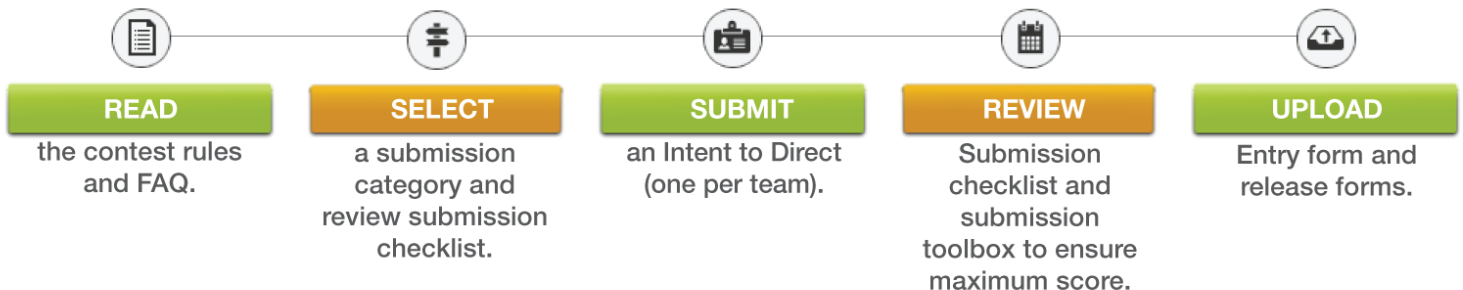 READ
the contest rules
and FAQ.
SELECT
a submission
category and
review submission
checklist.
SUBMIT
an Intent to Direct
(one per team).
REVIEW
Submission
checklist and
submission
toolbox to ensure
maximum score.
UPLOAD
Entry form and
release forms.